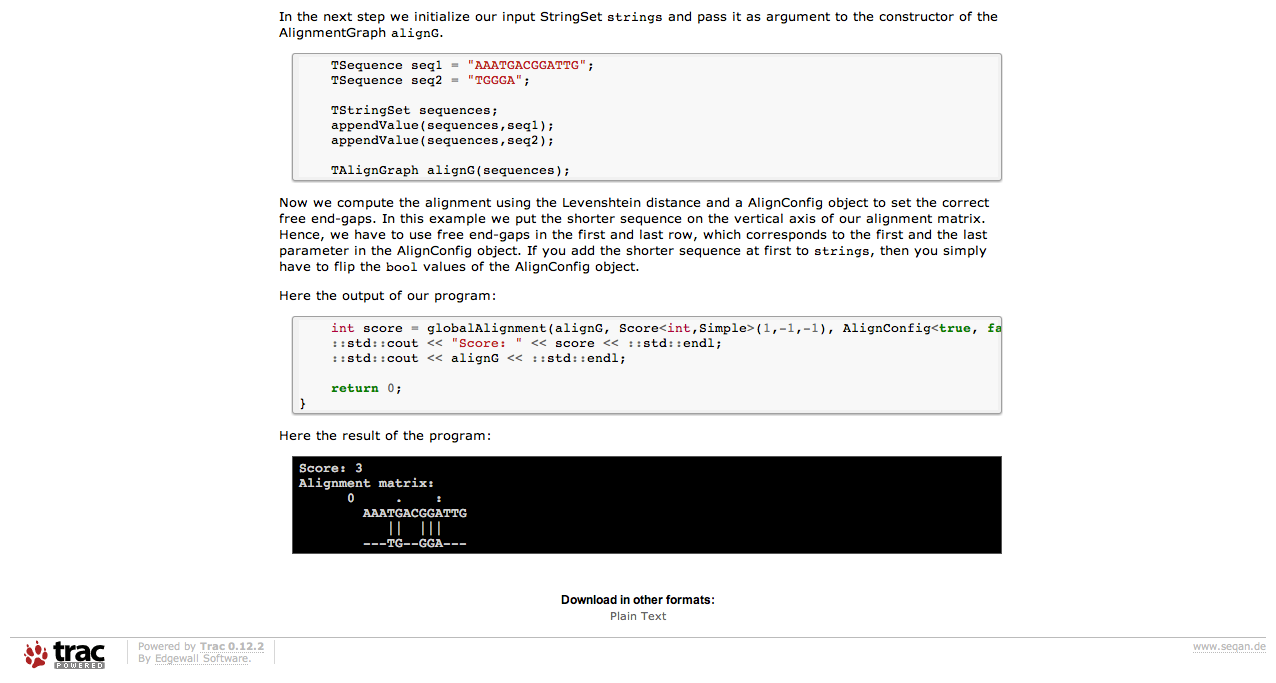 In the next step we initialize our input StringSet strings and pass it as argument to the constructor of the
AlignmentGraph alignG.
TSequence seq1 = "AAATGACGGATTG";
TSequence seq2 = "TGGGA";
TStringSet sequences;
appendValue(sequences,seq1);
appendValue(sequences,seq2);
TAlignGraph alignG(sequences);
Now we compute the alignment using the Levenshtein distance and a AlignConfig object to set the correct
free end-gaps. In this example we put the shorter sequence on the vertical axis of our alignment matrix.
Hence, we have to use free end-gaps in the first and last row, which corresponds to the first and the last
parameter in the AlignConfig object. If you add the shorter sequence at first to strings, then you simply
have to flip the bool values of the AlignConfig object.
Here the output of our program:
int score = globalAlignment(alignG, Score<int,Simple>(1,-1,-1), AlignConfig<true, fa
::std::cout << "Score: " << score << ::std::endl;
::std::cout << alignG << ::std::endl;
return 0;
}
Here the result of the program:
Score: 3
Alignment matrix:
0     .    :
AAATGACGGATTG
||  |||
---TG--GGA---
Download in other formats:
Plain Text
trac
POWERED
Powered by Trac 0.12.2
By Edgewall Software.
www.seqan.de